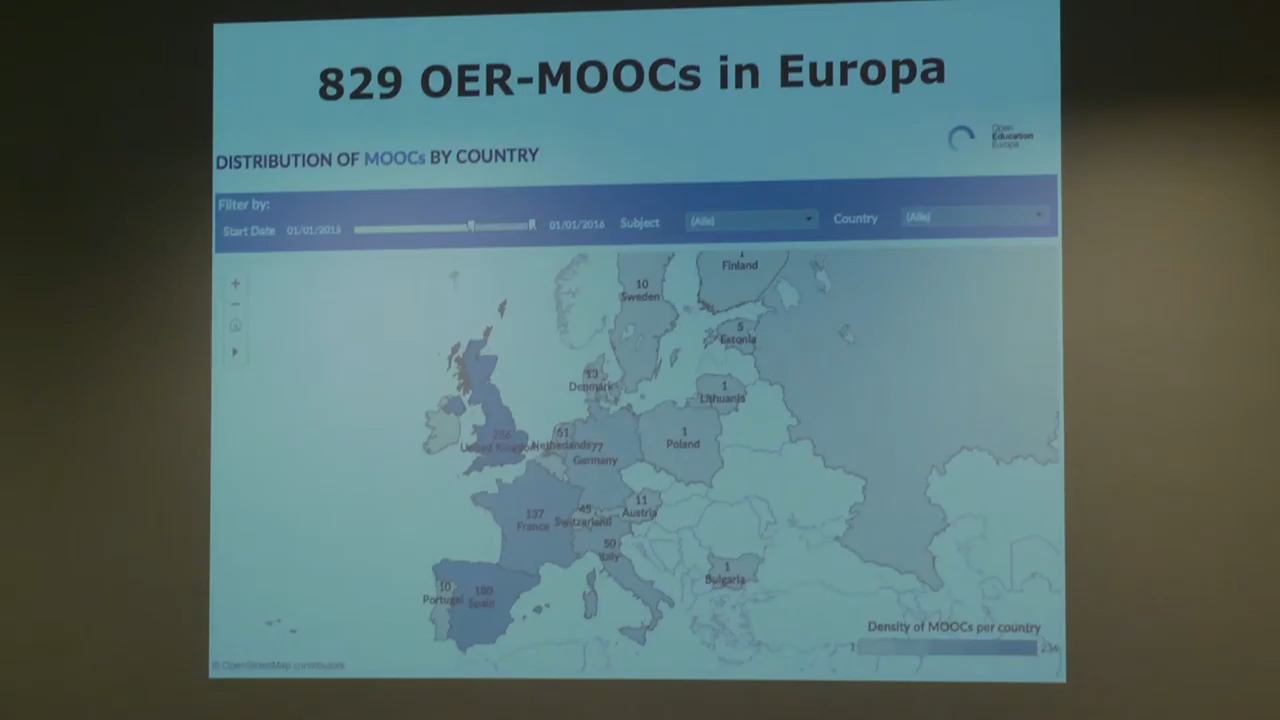 829 OER-MOOCs in Europa
Open
Education
Europa
DISTRIBUTION OF MOOCs BY COUNTRY
Filter by:
Start Date 01/01/2013 01/01/2016 Subject (Alle) Country (Alle)
Finland
10
Sweden
5
Estonia
13
Denmark
1
Lithuania
1
Poland
United Kingdom
61
Netherlands
77
Germany
137
France
45
Switzerland
11
Austria
50
Italy
1
Bulgaria
10
Portugal
Spain
Density of MOOCs per country
1
© OpenStreetMap contributors